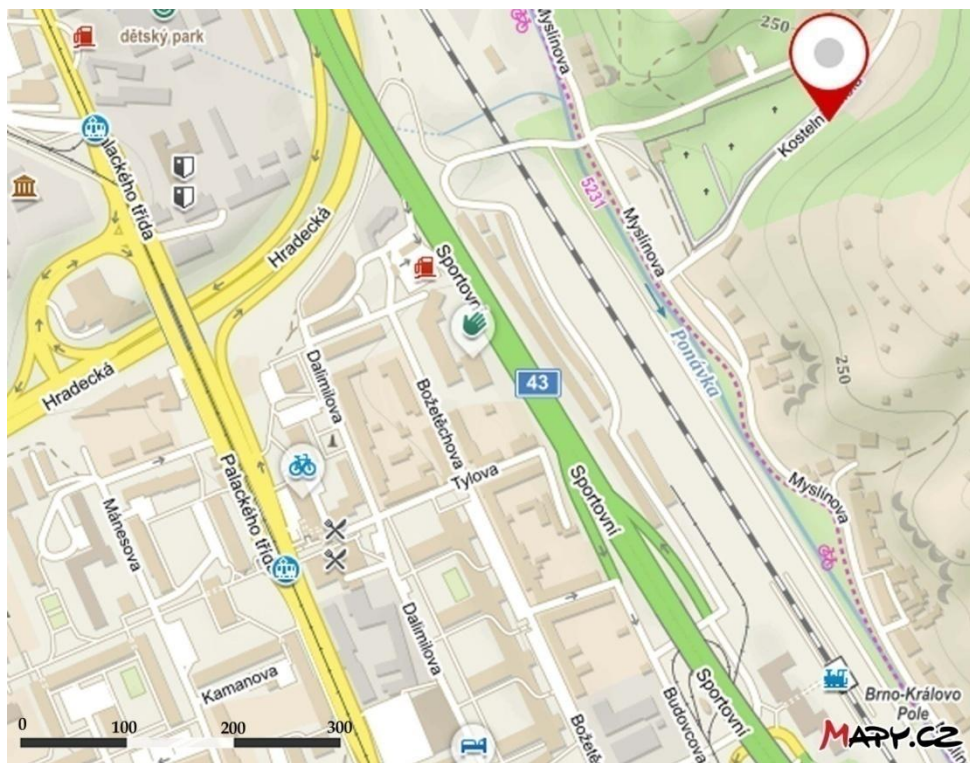 dětský park
250
Myslínova
Kosteln
Palackého třída
5231
Myslínova
Hradecká
Sportovní
Ponávka
Hradecká
Dalimilova
43
250
Božetěchova
Palackého třída
Tylova
Sportovní
Myslínova
Mánesova
Dalimilova
Kamanova
Sportovní
Budovcova
Brno-Královo
Pole
Božetě
0 100 200 300
MAPY.CZ